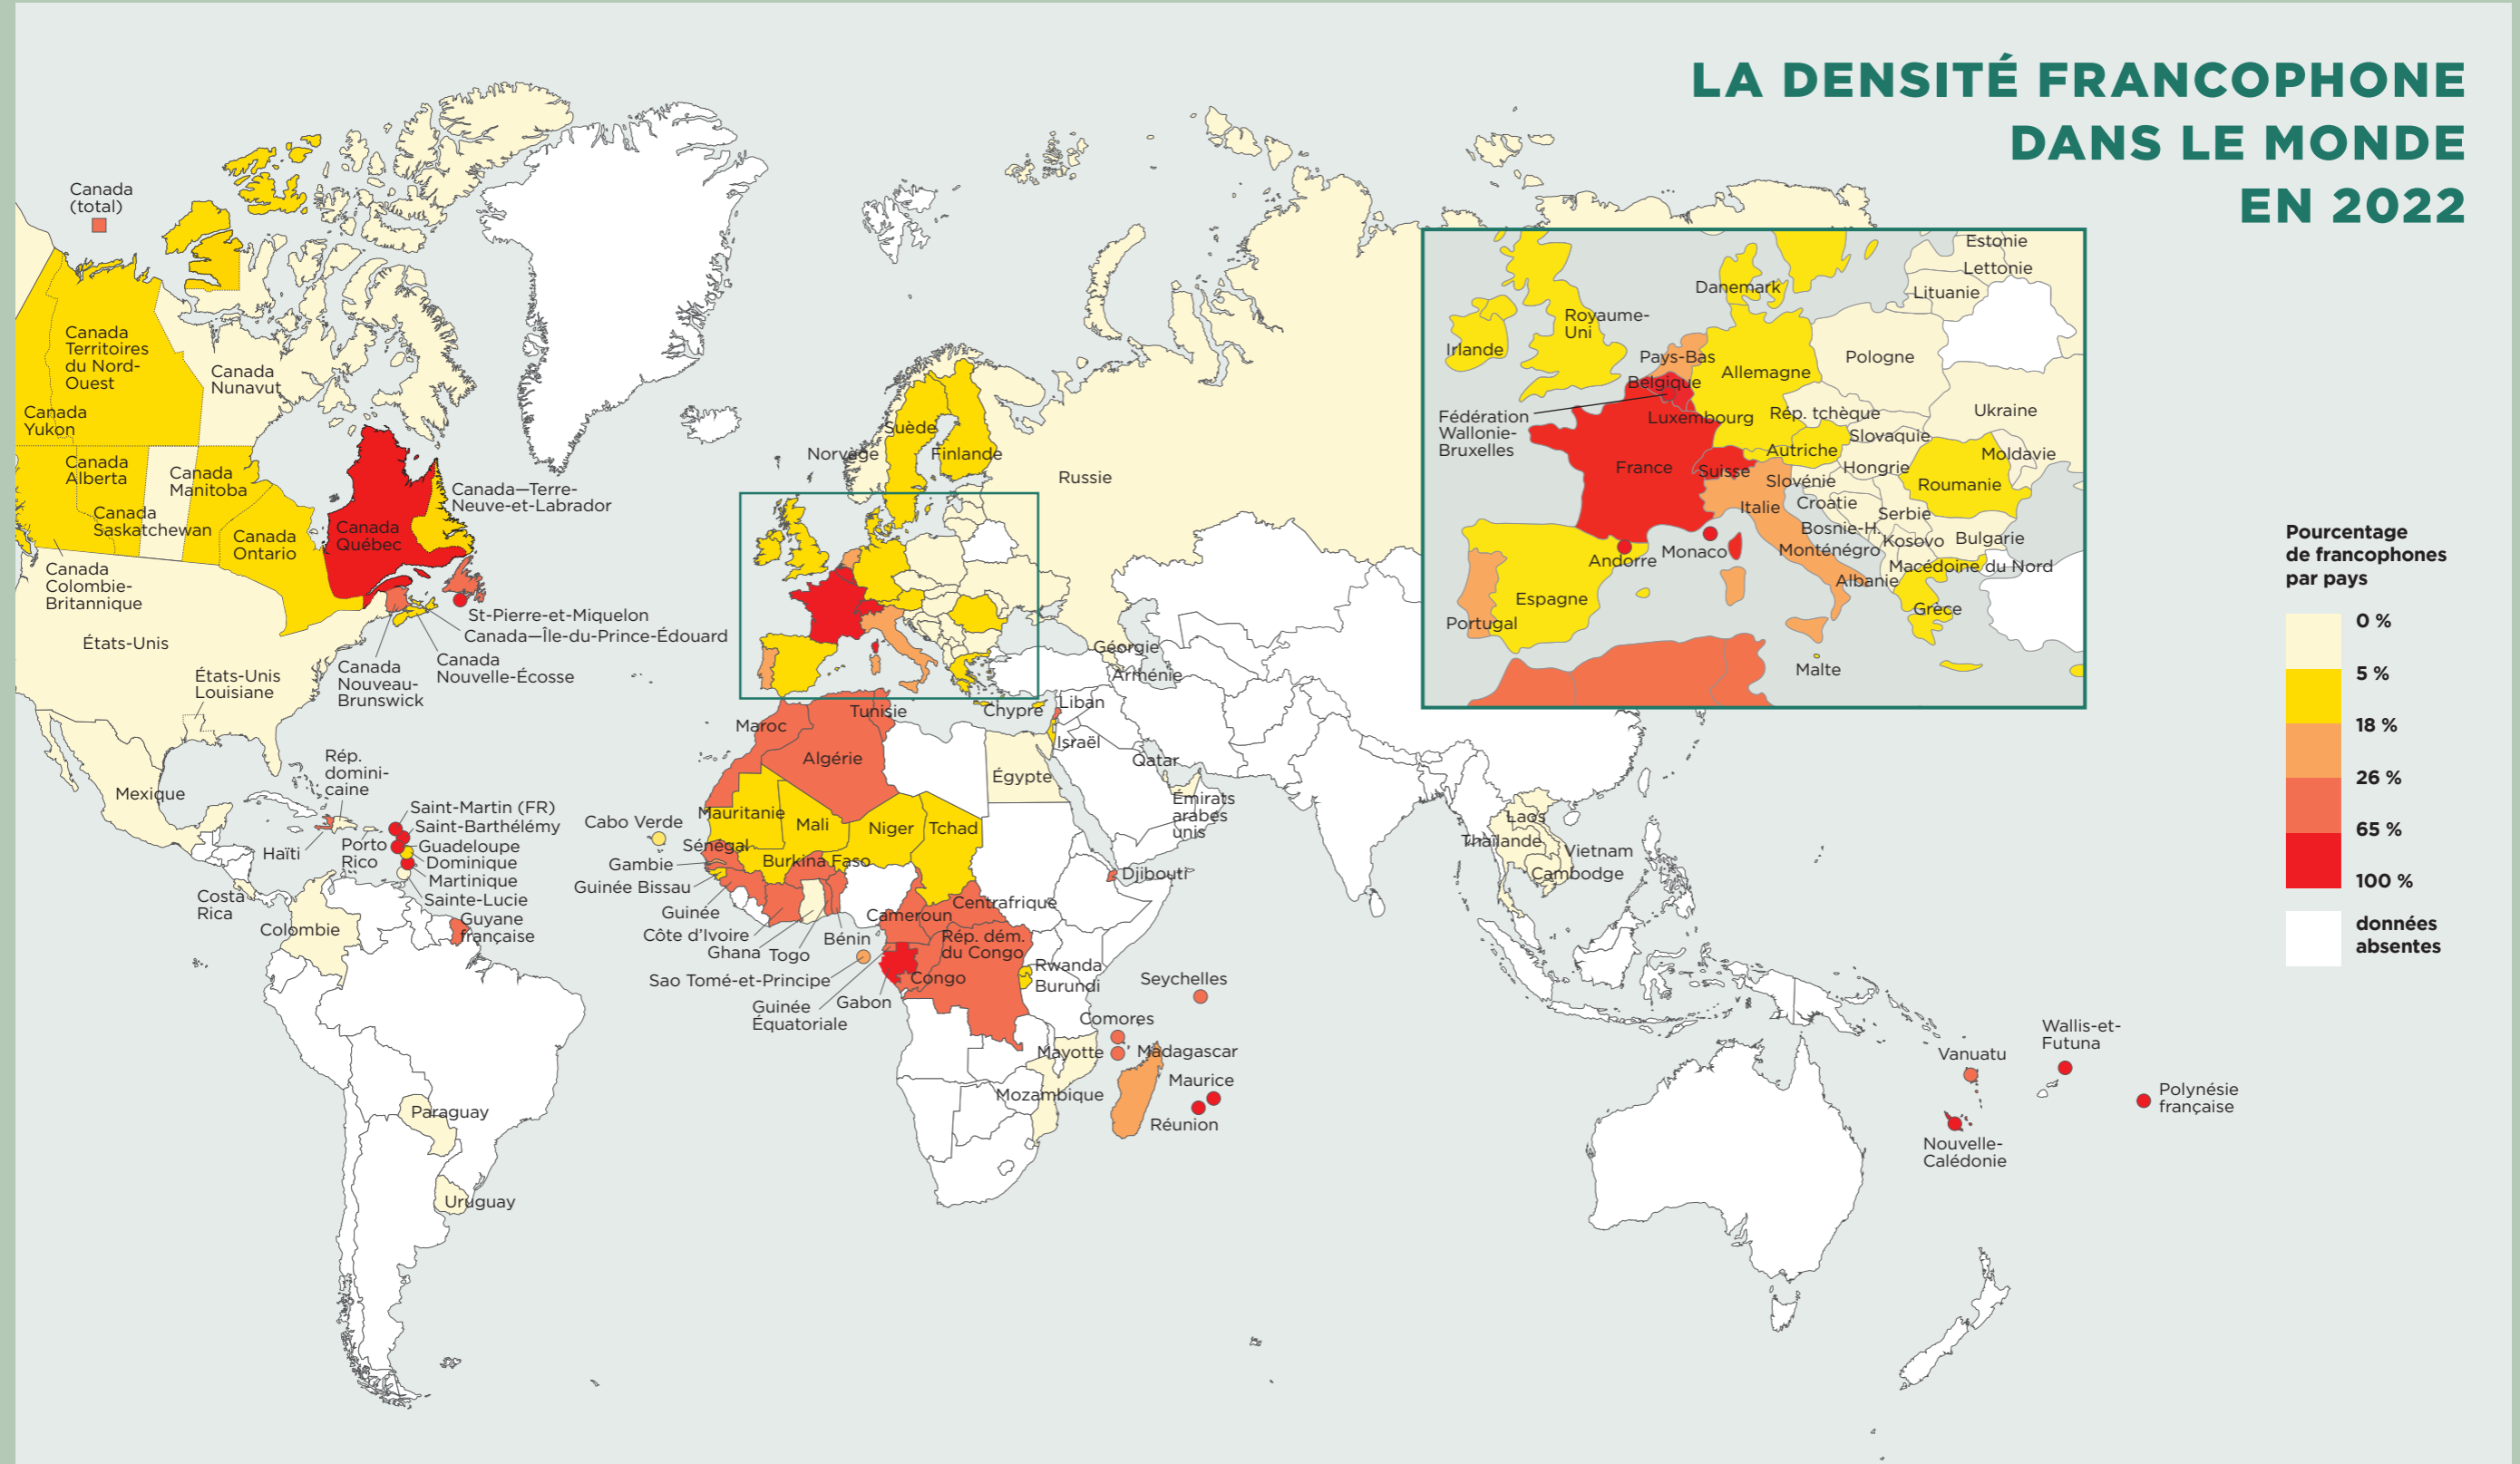 LA DENSITÉ FRANCOPHONE
DANS LE MONDE
EN 2022
Canada
(total)
Canada
Territoires
du Nord-
Ouest
Canada
Nunavut
Canada
Yukon
Canada
Alberta
Canada
Manitoba
Canada
Saskatchewan
Canada
Ontario
Canada
Québec
Canada—Terre-
Neuve-et-Labrador
Canada
Colombie-
Britannique
St-Pierre-et-Miquelon
Canada—Île-du-Prince-Édouard
Canada
Nouvelle-Écosse
Canada
Nouveau-
Brunswick
États-Unis
États-Unis
Louisiane
Mexique
Rép.
domini-
caine
Haïti
Porto
Rico
Saint-Martin (FR)
Saint-Barthélémy
Guadeloupe
Dominique
Martinique
Sainte-Lucie
Guyane
française
Costa
Rica
Colombie
Paraguay
Uruguay
Norvège
Suède
Finlande
Russie
Géorgie
Arménie
Chypre
Liban
Israël
Qatar
Émirats
arabes
unis
Égypte
Maroc
Tunisie
Algérie
Mauritanie
Mali
Niger
Tchad
Cabo Verde
Sénégal
Gambie
Burkina Faso
Guinée Bissau
Guinée
Côte d'Ivoire
Ghana
Togo
Bénin
Cameroun
Centrafrique
Djibouti
Sao Tomé-et-Principe
Guinée
Équatoriale
Gabon
Congo
Rép. dém.
du Congo
Rwanda
Burundi
Seychelles
Comores
Mayotte
Madagascar
Maurice
Mozambique
Réunion
Laos
Thaïlande
Vietnam
Cambodge
Vanuatu
Wallis-et-
Futuna
Polynésie
française
Nouvelle-
Calédonie
Estonie
Lettonie
Lituanie
Danemark
Royaume-
Uni
Irlande
Pays-Bas
Belgique
Allemagne
Pologne
Fédération
Wallonie-
Bruxelles
Luxembourg
Rép. tchèque
Ukraine
Slovaquie
Autriche
Moldavie
France
Suisse
Hongrie
Slovénie
Roumanie
Croatie
Italie
Serbie
Bosnie-H.
Kosovo
Bulgarie
Monaco
Monténégro
Andorre
Macédoine du Nord
Albanie
Espagne
Grèce
Portugal
Malte
Pourcentage
de francophones
par pays
0 %
5 %
18 %
26 %
65 %
100 %
données
absentes